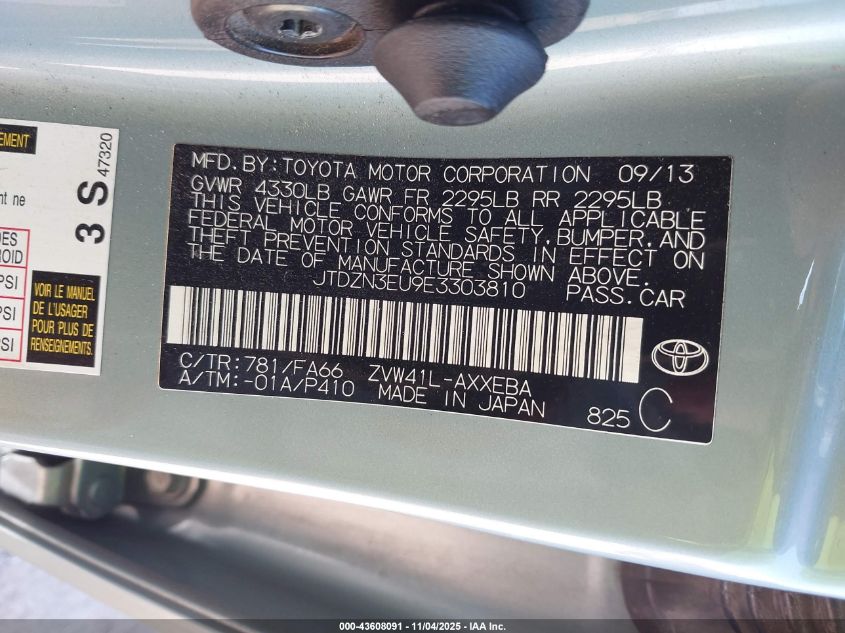 EMENT
nt ne
DES
ROID
PSI
PSI
PSI
3 S 47320
VOIR LE MANUEL
DE L'USAGER
POUR PLUS DE
RENSEIGNEMENTS.
MFD. BY: TOYOTA MOTOR CORPORATION 09/13
GVWR 4330LB GAWR FR 2295LB RR 2295LB
THIS VEHICLE CONFORMS TO ALL APPLICABLE
FEDERAL MOTOR VEHICLE SAFETY, BUMPER, AND
THEFT PREVENTION STANDARDS IN EFFECT ON
THE DATE OF MANUFACTURE SHOWN ABOVE.
JTDZN3EU9E3303810 PASS. CAR
C/TR: 781/FA66 ZVW41L-AXXEBA
A/TM: -01A/P410 MADE IN JAPAN 825 C
000-43608091 - 11/04/2025 - IAA Inc.